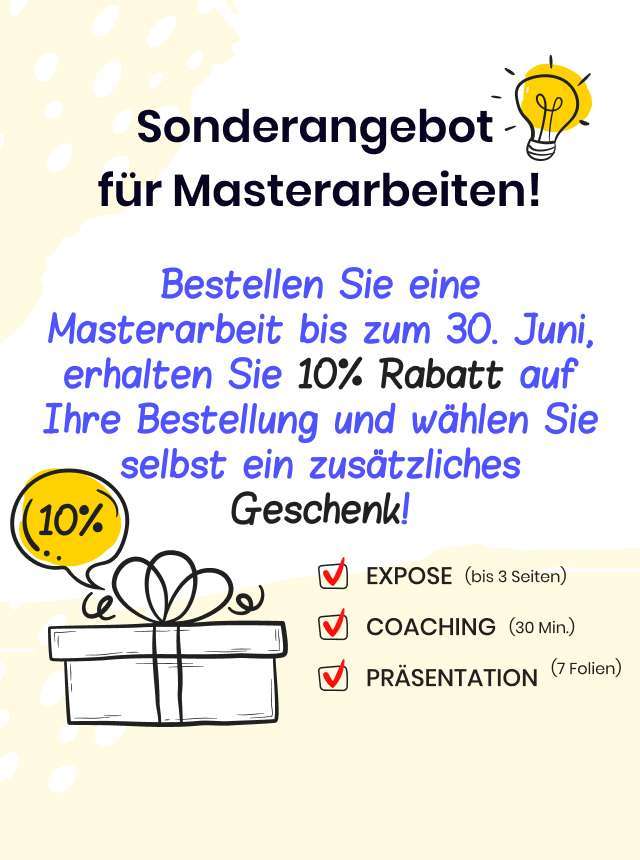 Sonderangebot
für Masterarbeiten!
Bestellen Sie eine
Masterarbeit bis zum 30. Juni,
erhalten Sie 10% Rabatt auf
Ihre Bestellung und wählen Sie
selbst ein zusätzliches
Geschenk!
10%
EXPOSE (bis 3 Seiten)
COACHING (30 Min.)
PRÄSENTATION (7 Folien)